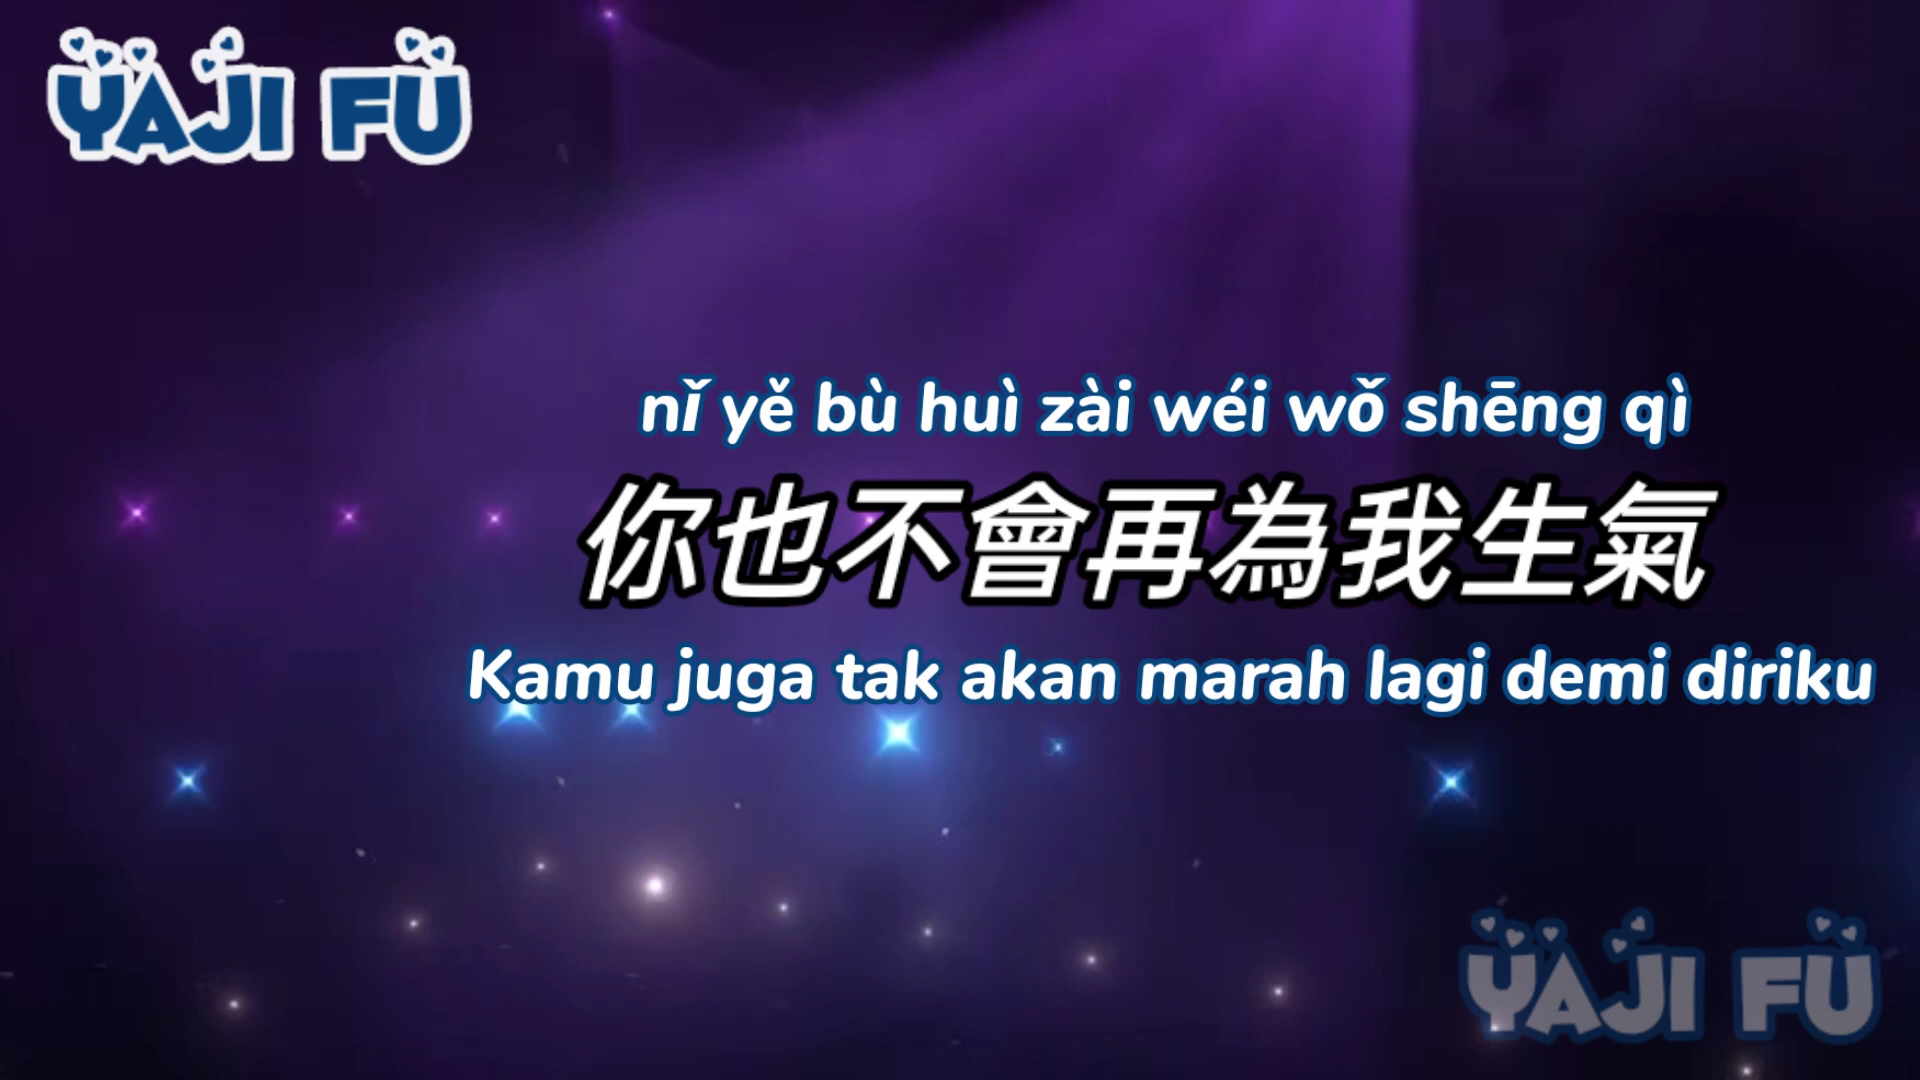 YAJI FU
nǐ yě bù huì zài wéi wǒ shēng qì
你也不會再為我生氣
Kamu juga tak akan marah lagi demi diriku
YAJI FU